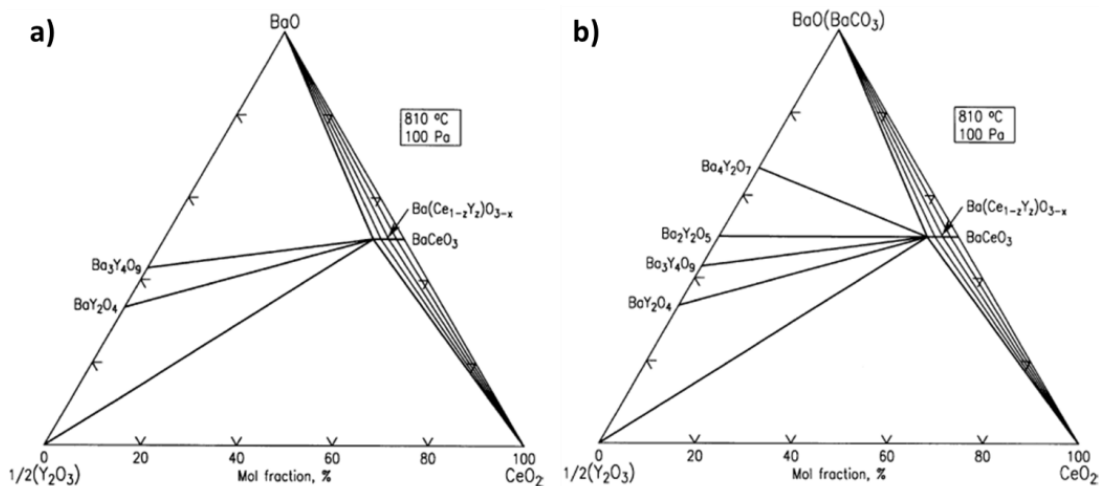 a)
BaO
810 ºC
100 Pa
Ba(Ce₁₋zYz)O₃₋ₓ
BaCeO₃
Ba₃Y₄O₉
BaY₂O₄
0 20 40 60 80 100
1/2(Y₂O₃) Mol fraction, % CeO₂
b)
BaO(BaCO₃)
810 ºC
100 Pa
Ba₄Y₂O₇
Ba(Ce₁₋zYz)O₃₋ₓ
Ba₂Y₂O₅
BaCeO₃
Ba₃Y₄O₉
BaY₂O₄
0 20 40 60 80 100
1/2(Y₂O₃) Mol fraction, % CeO₂